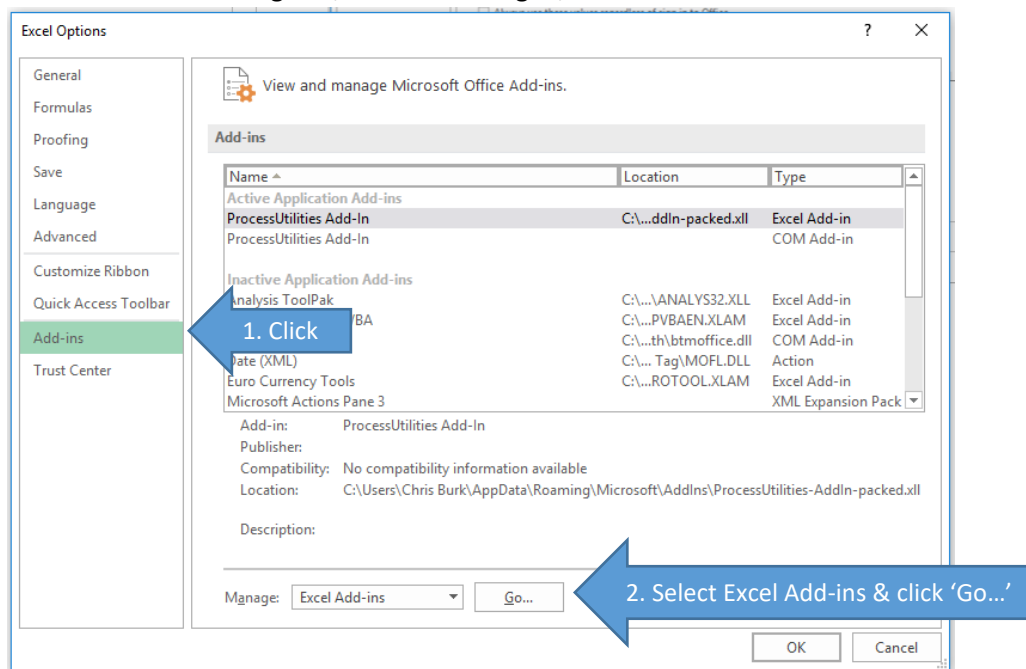 Excel Options ? ×
General
Formulas
Proofing
Save
Language
Advanced
Customize Ribbon
Quick Access Toolbar
Add-ins
Trust Center
View and manage Microsoft Office Add-ins.
Add-ins
Name Location Type
Active Application Add-ins
ProcessUtilities Add-In C:\...ddIn-packed.xll Excel Add-in
ProcessUtilities Add-In COM Add-in
Inactive Application Add-ins
Analysis ToolPak C:\...\ANALYS32.XLL Excel Add-in
VBA C:\...PVBAEN.XLAM Excel Add-in
C:\...th\btmoffice.dll COM Add-in
Date (XML) C:\... Tag\MOFL.DLL Action
Euro Currency Tools C:\...ROTOOL.XLAM Excel Add-in
Microsoft Actions Pane 3 XML Expansion Pack
1. Click
Add-in: ProcessUtilities Add-In
Publisher:
Compatibility: No compatibility information available
Location: C:\Users\Chris Burk\AppData\Roaming\Microsoft\AddIns\ProcessUtilities-AddIn-packed.xll
Description:
Manage: Excel Add-ins Go...
2. Select Excel Add-ins & click ‘Go…’
OK Cancel